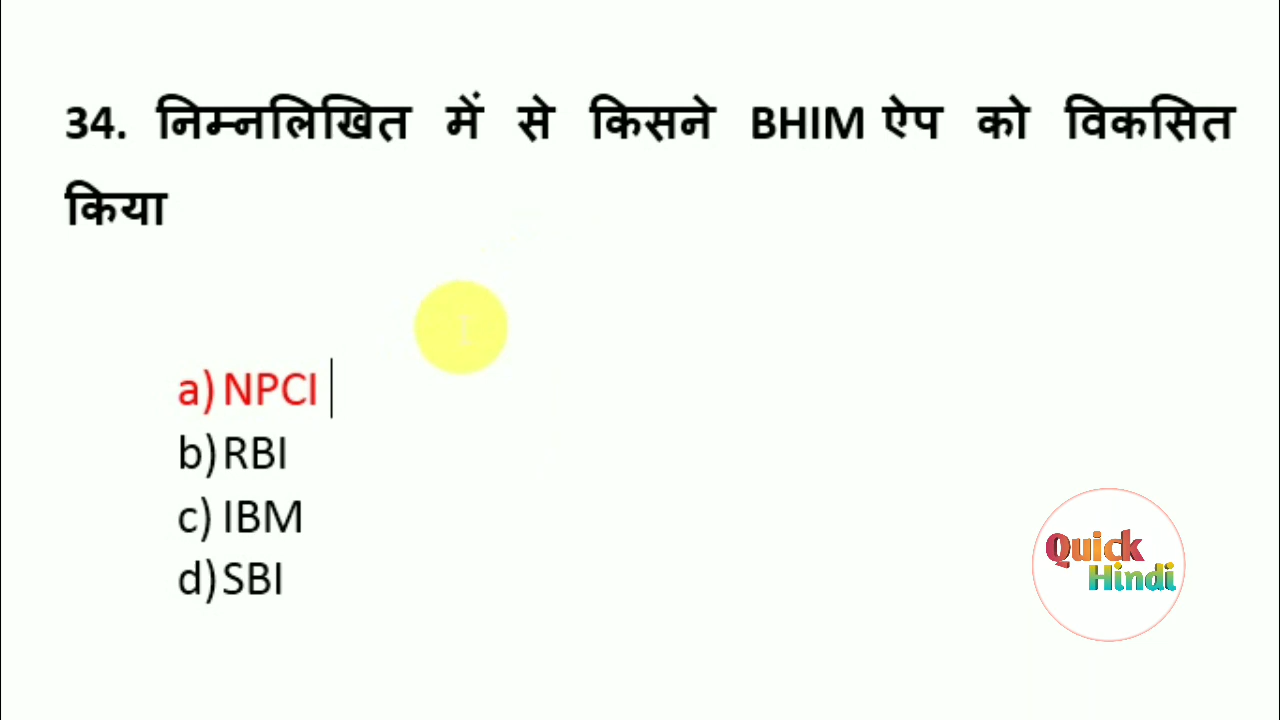 34. निम्नलिखित में से किसने BHIM ऐप को विकसित
किया
a) NPCI
b) RBI
c) IBM
d) SBI
Quick
Hindi